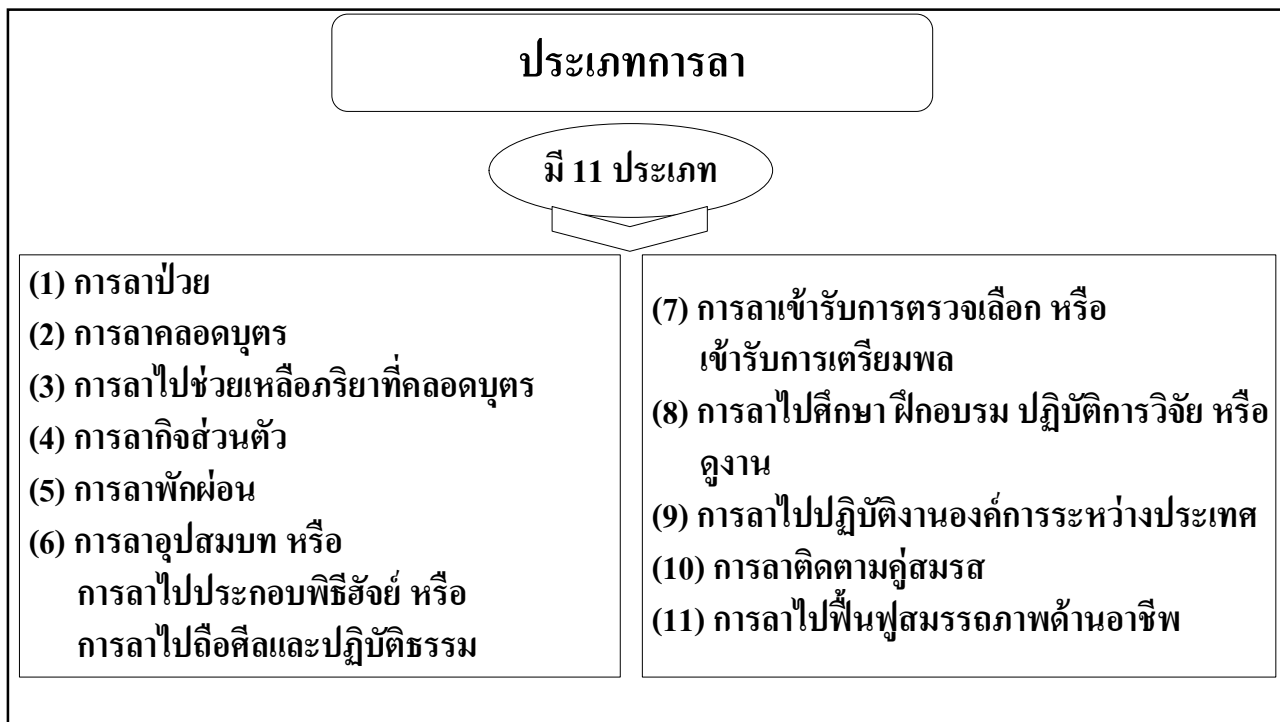 ประเภทการลา
มี 11 ประเภท
(1) การลาป่วย
(2) การลาคลอดบุตร
(3) การลาไปช่วยเหลือภริยาที่คลอดบุตร
(4) การลากิจส่วนตัว
(5) การลาพักผ่อน
(6) การลาอุปสมบท หรือ
การลาไปประกอบพิธีฮัจย์ หรือ
การลาไปถือศีลและปฏิบัติธรรม
(7) การลาเข้ารับการตรวจเลือก หรือ
เข้ารับการเตรียมพล
(8) การลาไปศึกษา ฝึกอบรม ปฏิบัติการวิจัย หรือ
ดูงาน
(9) การลาไปปฏิบัติงานองค์การระหว่างประเทศ
(10) การลาติดตามคู่สมรส
(11) การลาไปฟื้นฟูสมรรถภาพด้านอาชีพ